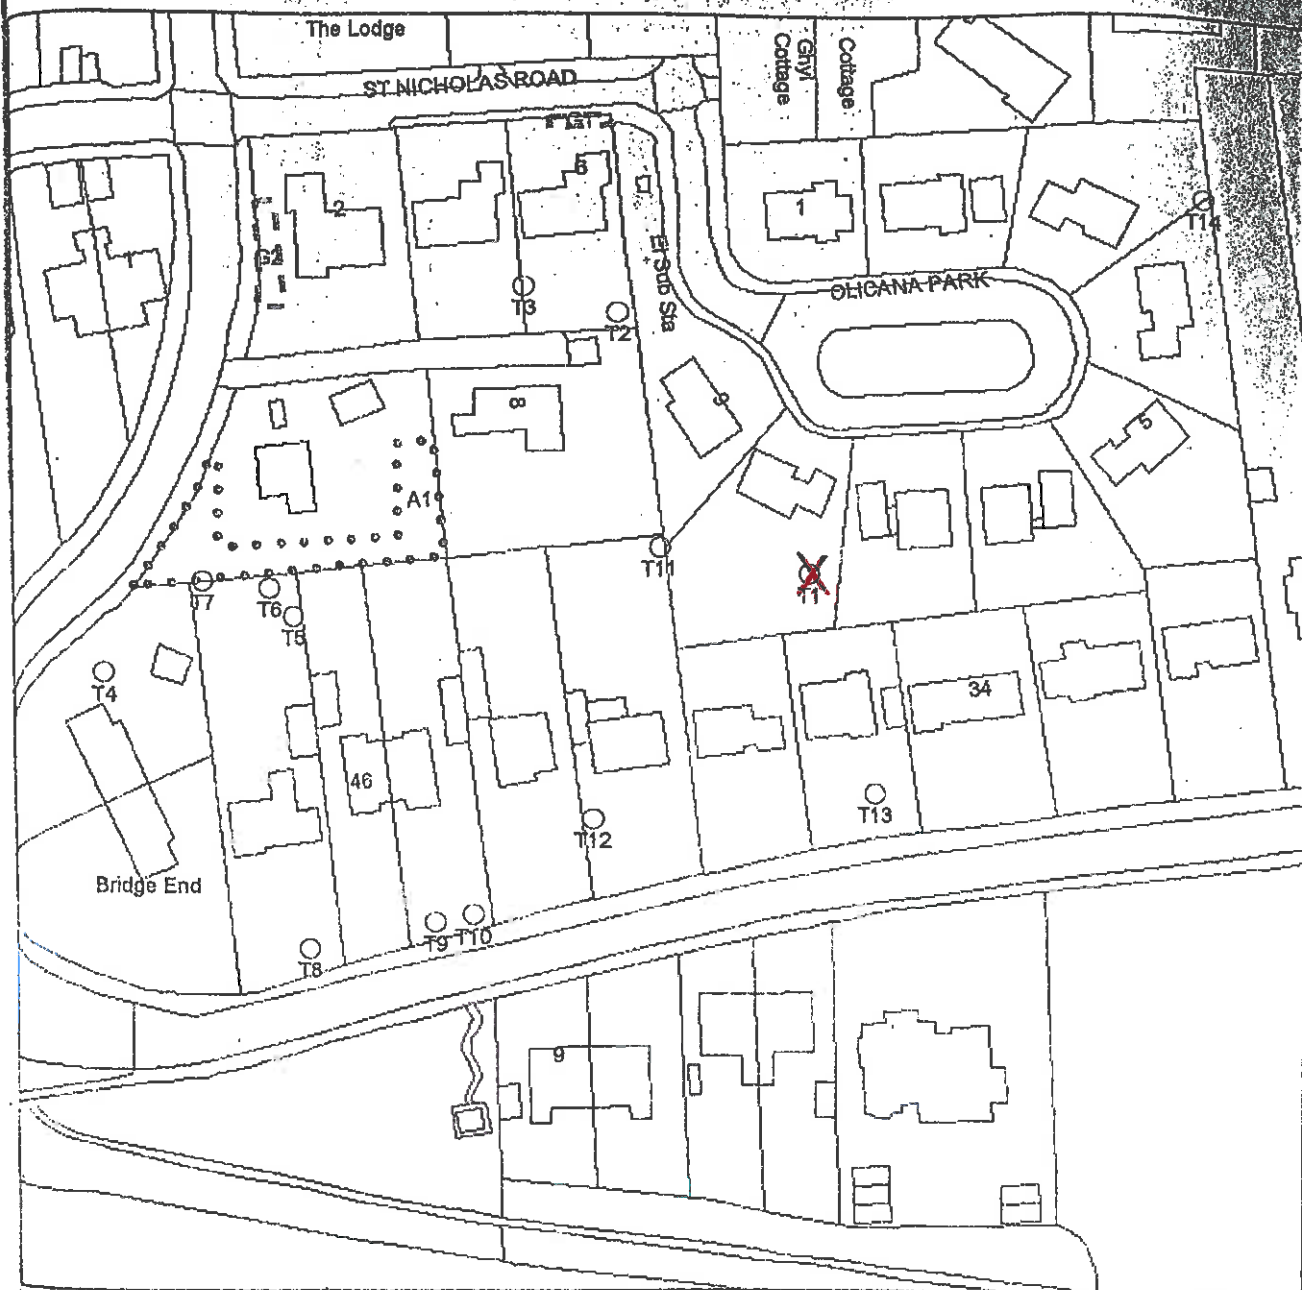 The Lodge
ST NICHOLAS ROAD
Ghyl
Cottage
Cottage
G1
6
2
1
T14
G2
El Sub Sta
OLICANA PARK
T3
T2
8
9
5
A1
T11
T1
T7
T6
T5
T4
34
46
T13
T12
Bridge End
T9
T10
T8
9